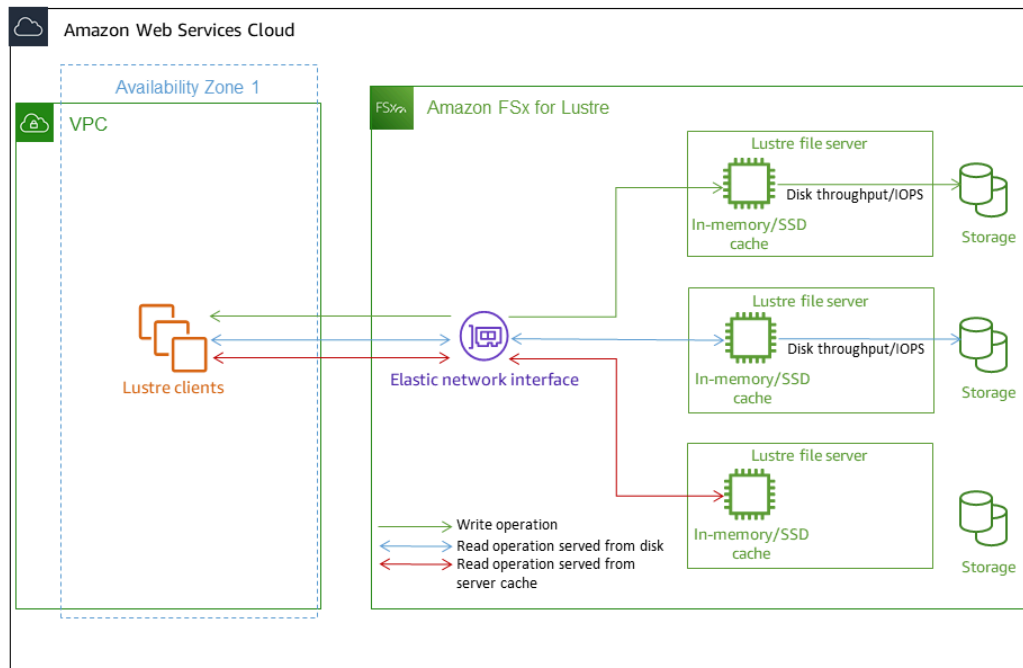 Amazon Web Services Cloud
Availability Zone 1
VPC
FSx
Amazon FSx for Lustre
Lustre file server
Disk throughput/IOPS
In-memory/SSD
cache
Storage
Lustre file server
Disk throughput/IOPS
In-memory/SSD
cache
Storage
Lustre clients
Elastic network interface
Lustre file server
In-memory/SSD
cache
Storage
Write operation
Read operation served from disk
Read operation served from
server cache